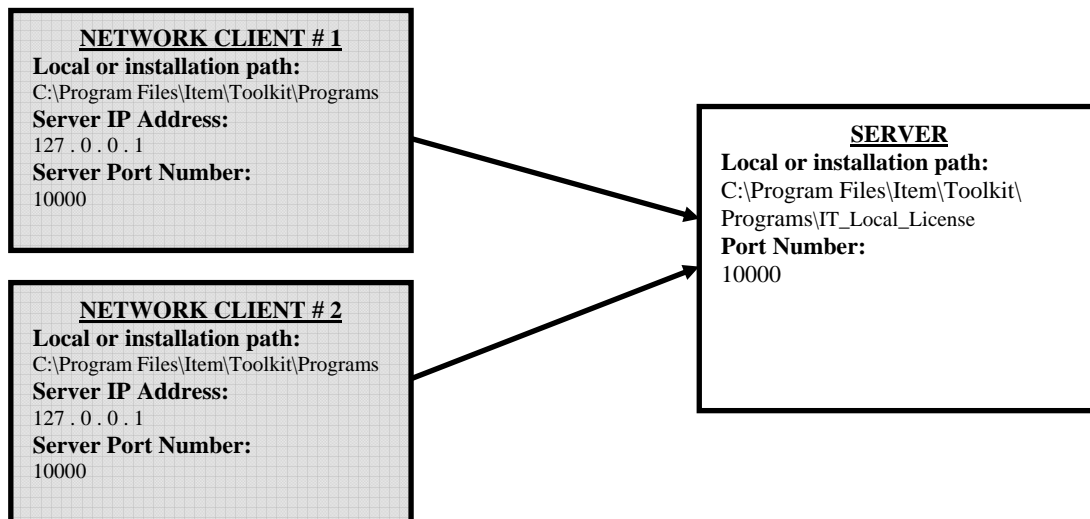 NETWORK CLIENT # 1
Local or installation path:
C:\Program Files\Item\Toolkit\Programs
Server IP Address:
127 . 0 . 0 . 1
Server Port Number:
10000
NETWORK CLIENT # 2
Local or installation path:
C:\Program Files\Item\Toolkit\Programs
Server IP Address:
127 . 0 . 0 . 1
Server Port Number:
10000
SERVER
Local or installation path:
C:\Program Files\Item\Toolkit\
Programs\IT_Local_License
Port Number:
10000